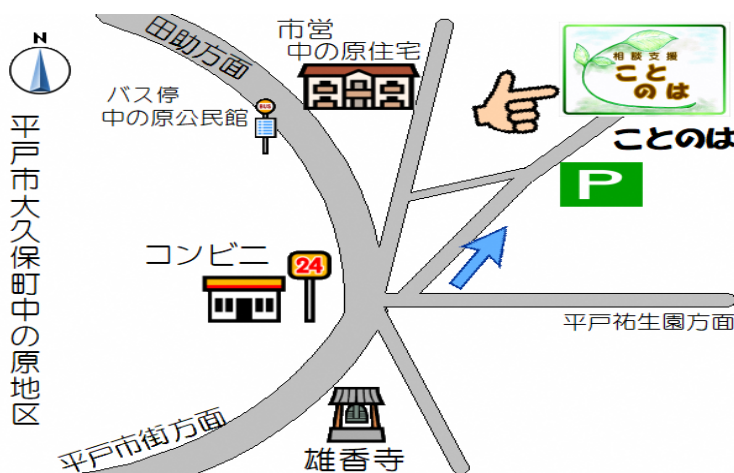 N
平戸市大久保町中の原地区
田助方面
市営
中の原住宅
バス停
中の原公民館
BUS
相談支援
こと
のは
ことのは
P
コンビニ
24
平戸祐生園方面
平戸市街方面
雄香寺